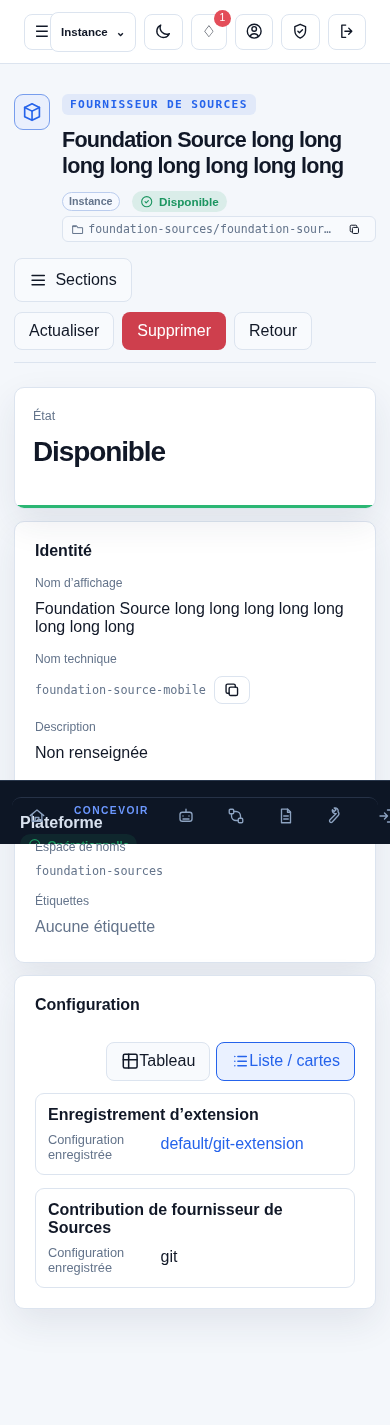 Instance
1
FOURNISSEUR DE SOURCES
Foundation Source long long
long long long long long long
Instance
Disponible
foundation-sources/foundation-sour…
Sections
Actualiser
Supprimer
Retour
État
Disponible
Identité
Nom d’affichage
Foundation Source long long long long long
long long long
Nom technique
foundation-source-mobile
Description
Non renseignée
CONCEVOIR
Plateforme
Espace de noms
foundation-sources
Étiquettes
Aucune étiquette
Configuration
Tableau
Liste / cartes
Enregistrement d’extension
Configuration
enregistrée
default/git-extension
Contribution de fournisseur de
Sources
Configuration
enregistrée
git